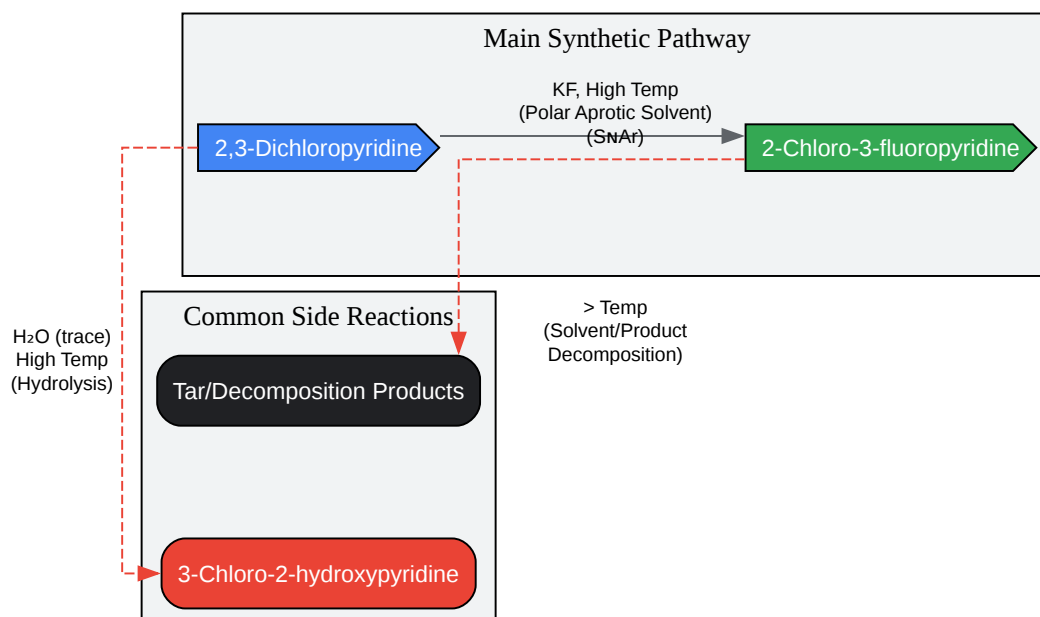 Main Synthetic Pathway
KF, High Temp
(Polar Aprotic Solvent)
(SɴAr)
2,3-Dichloropyridine
2-Chloro-3-fluoropyridine
Common Side Reactions
> Temp
(Solvent/Product
Decomposition)
H₂O (trace)
High Temp
(Hydrolysis)
Tar/Decomposition Products
3-Chloro-2-hydroxypyridine